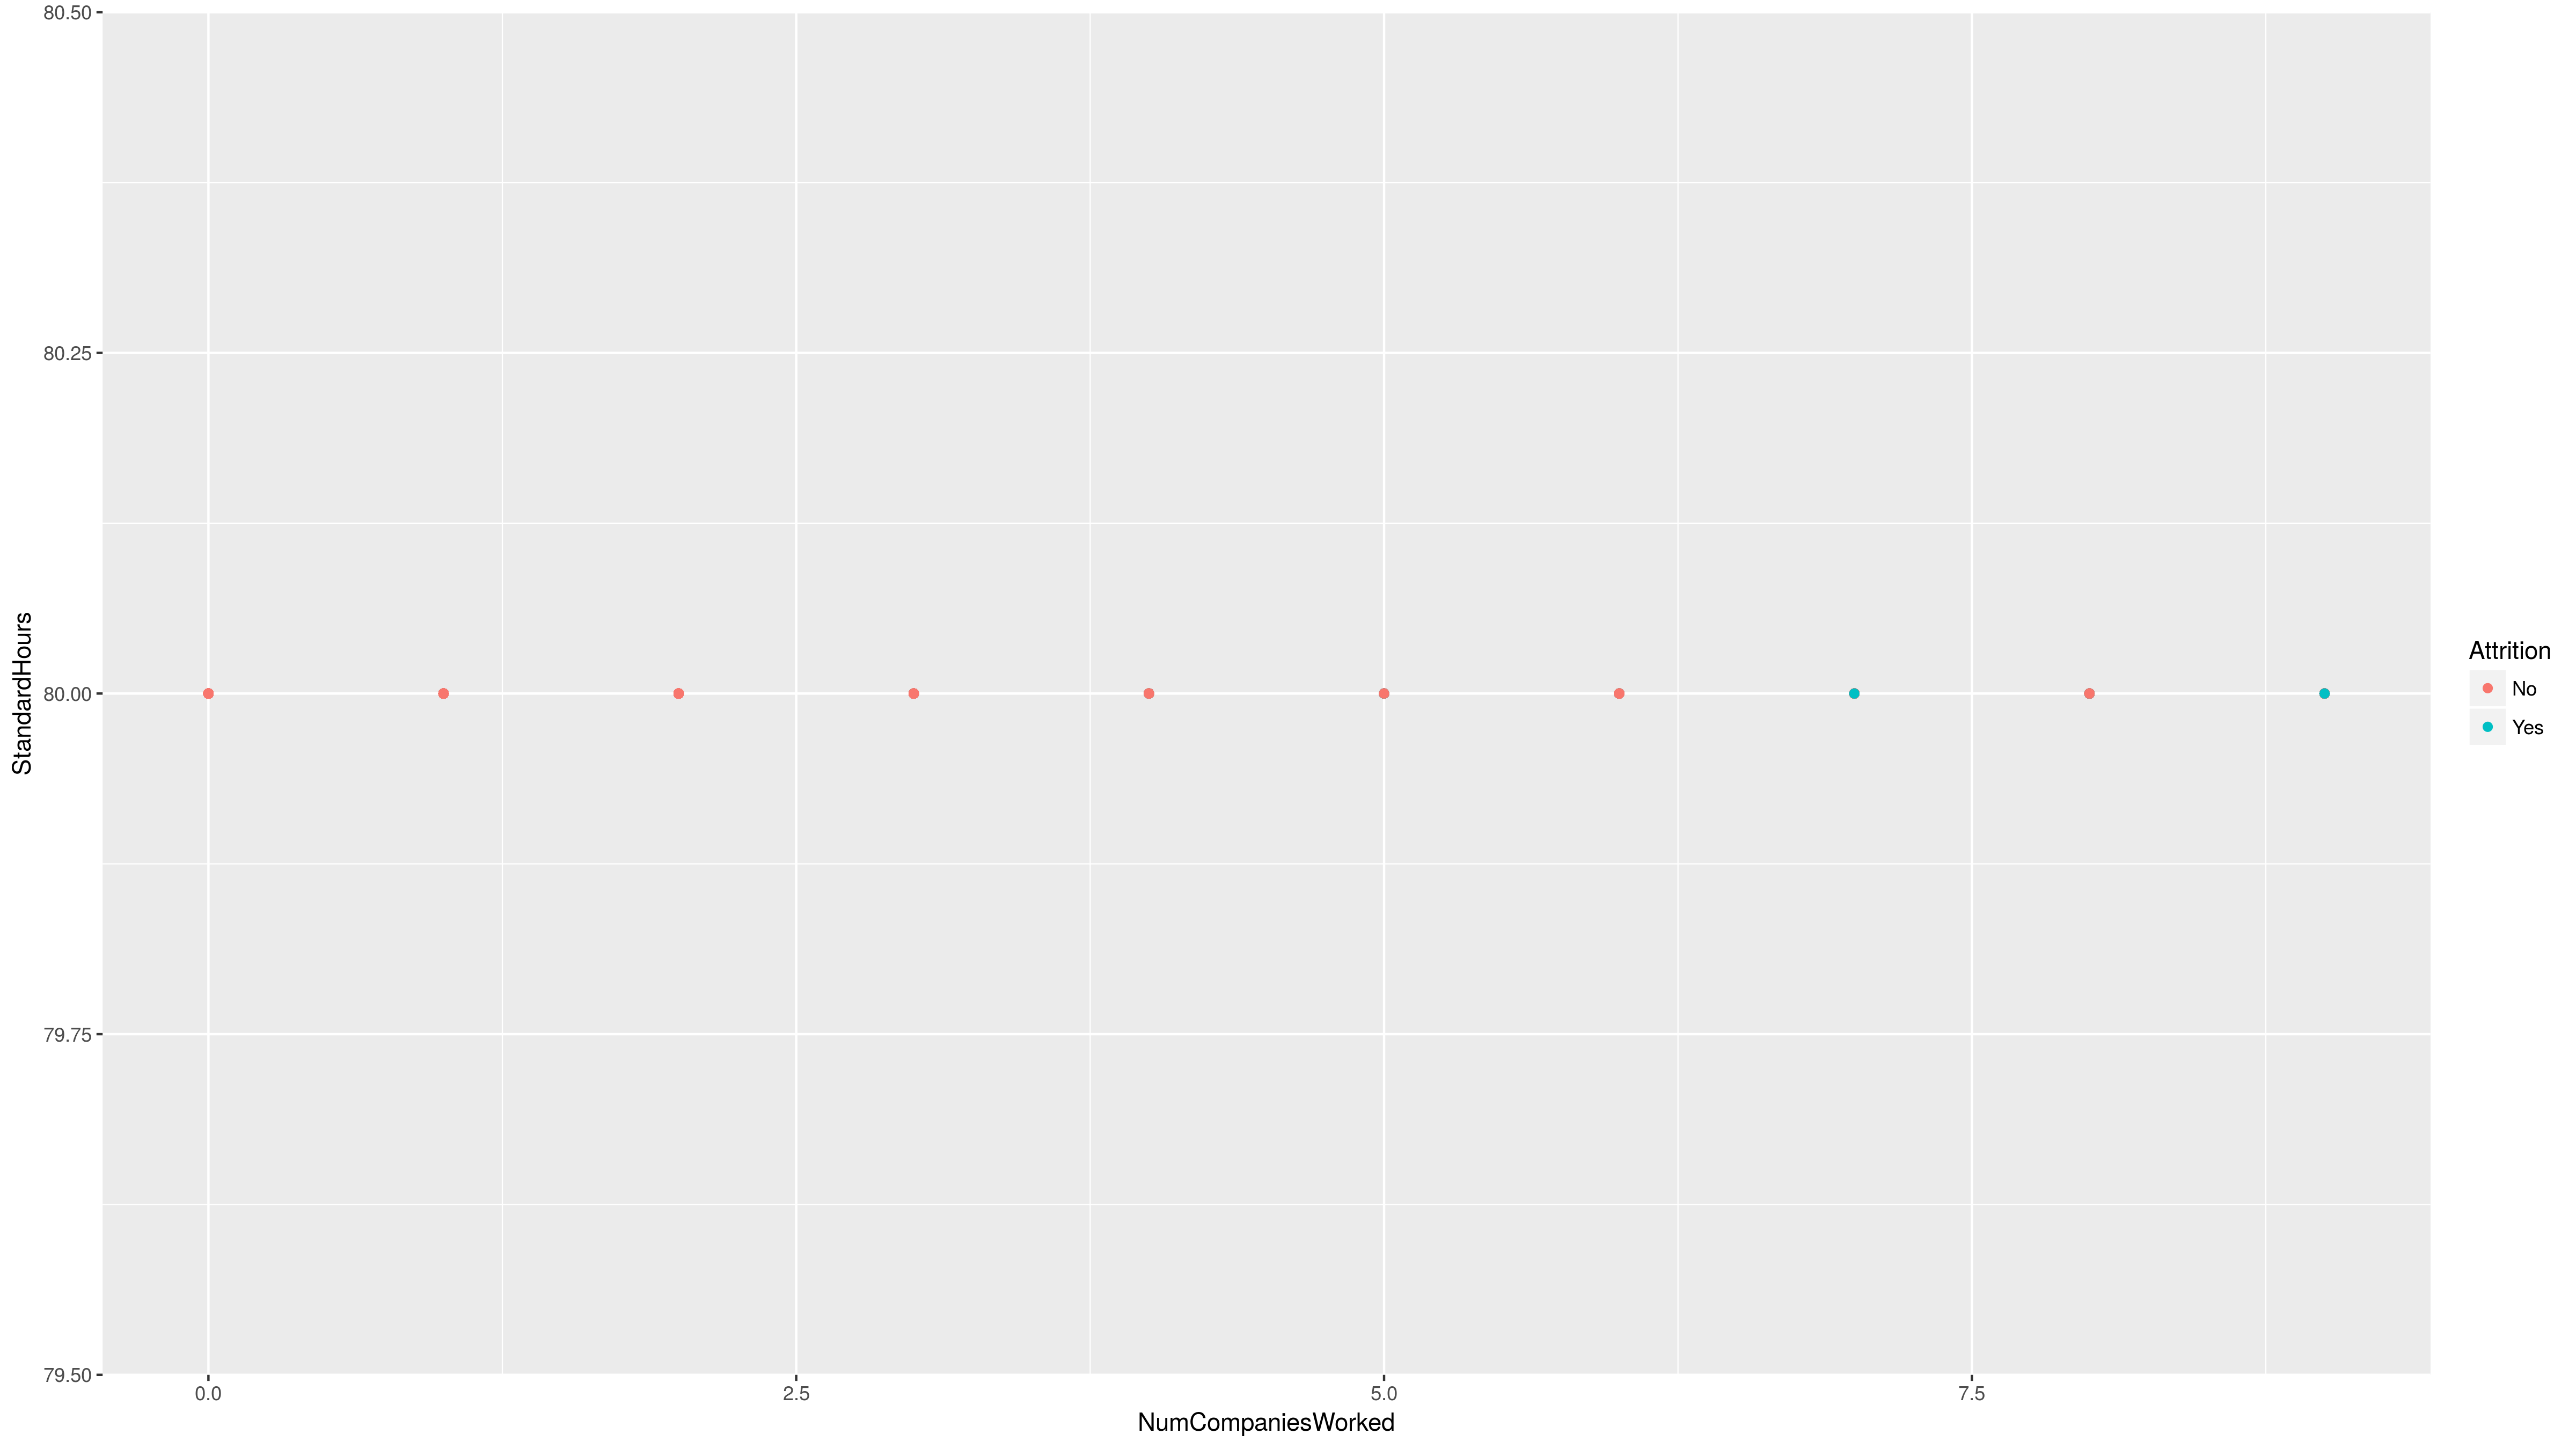 80.50
80.25
80.00
79.75
79.50
StandardHours
0.0
2.5
5.0
7.5
NumCompaniesWorked
Attrition
No
Yes